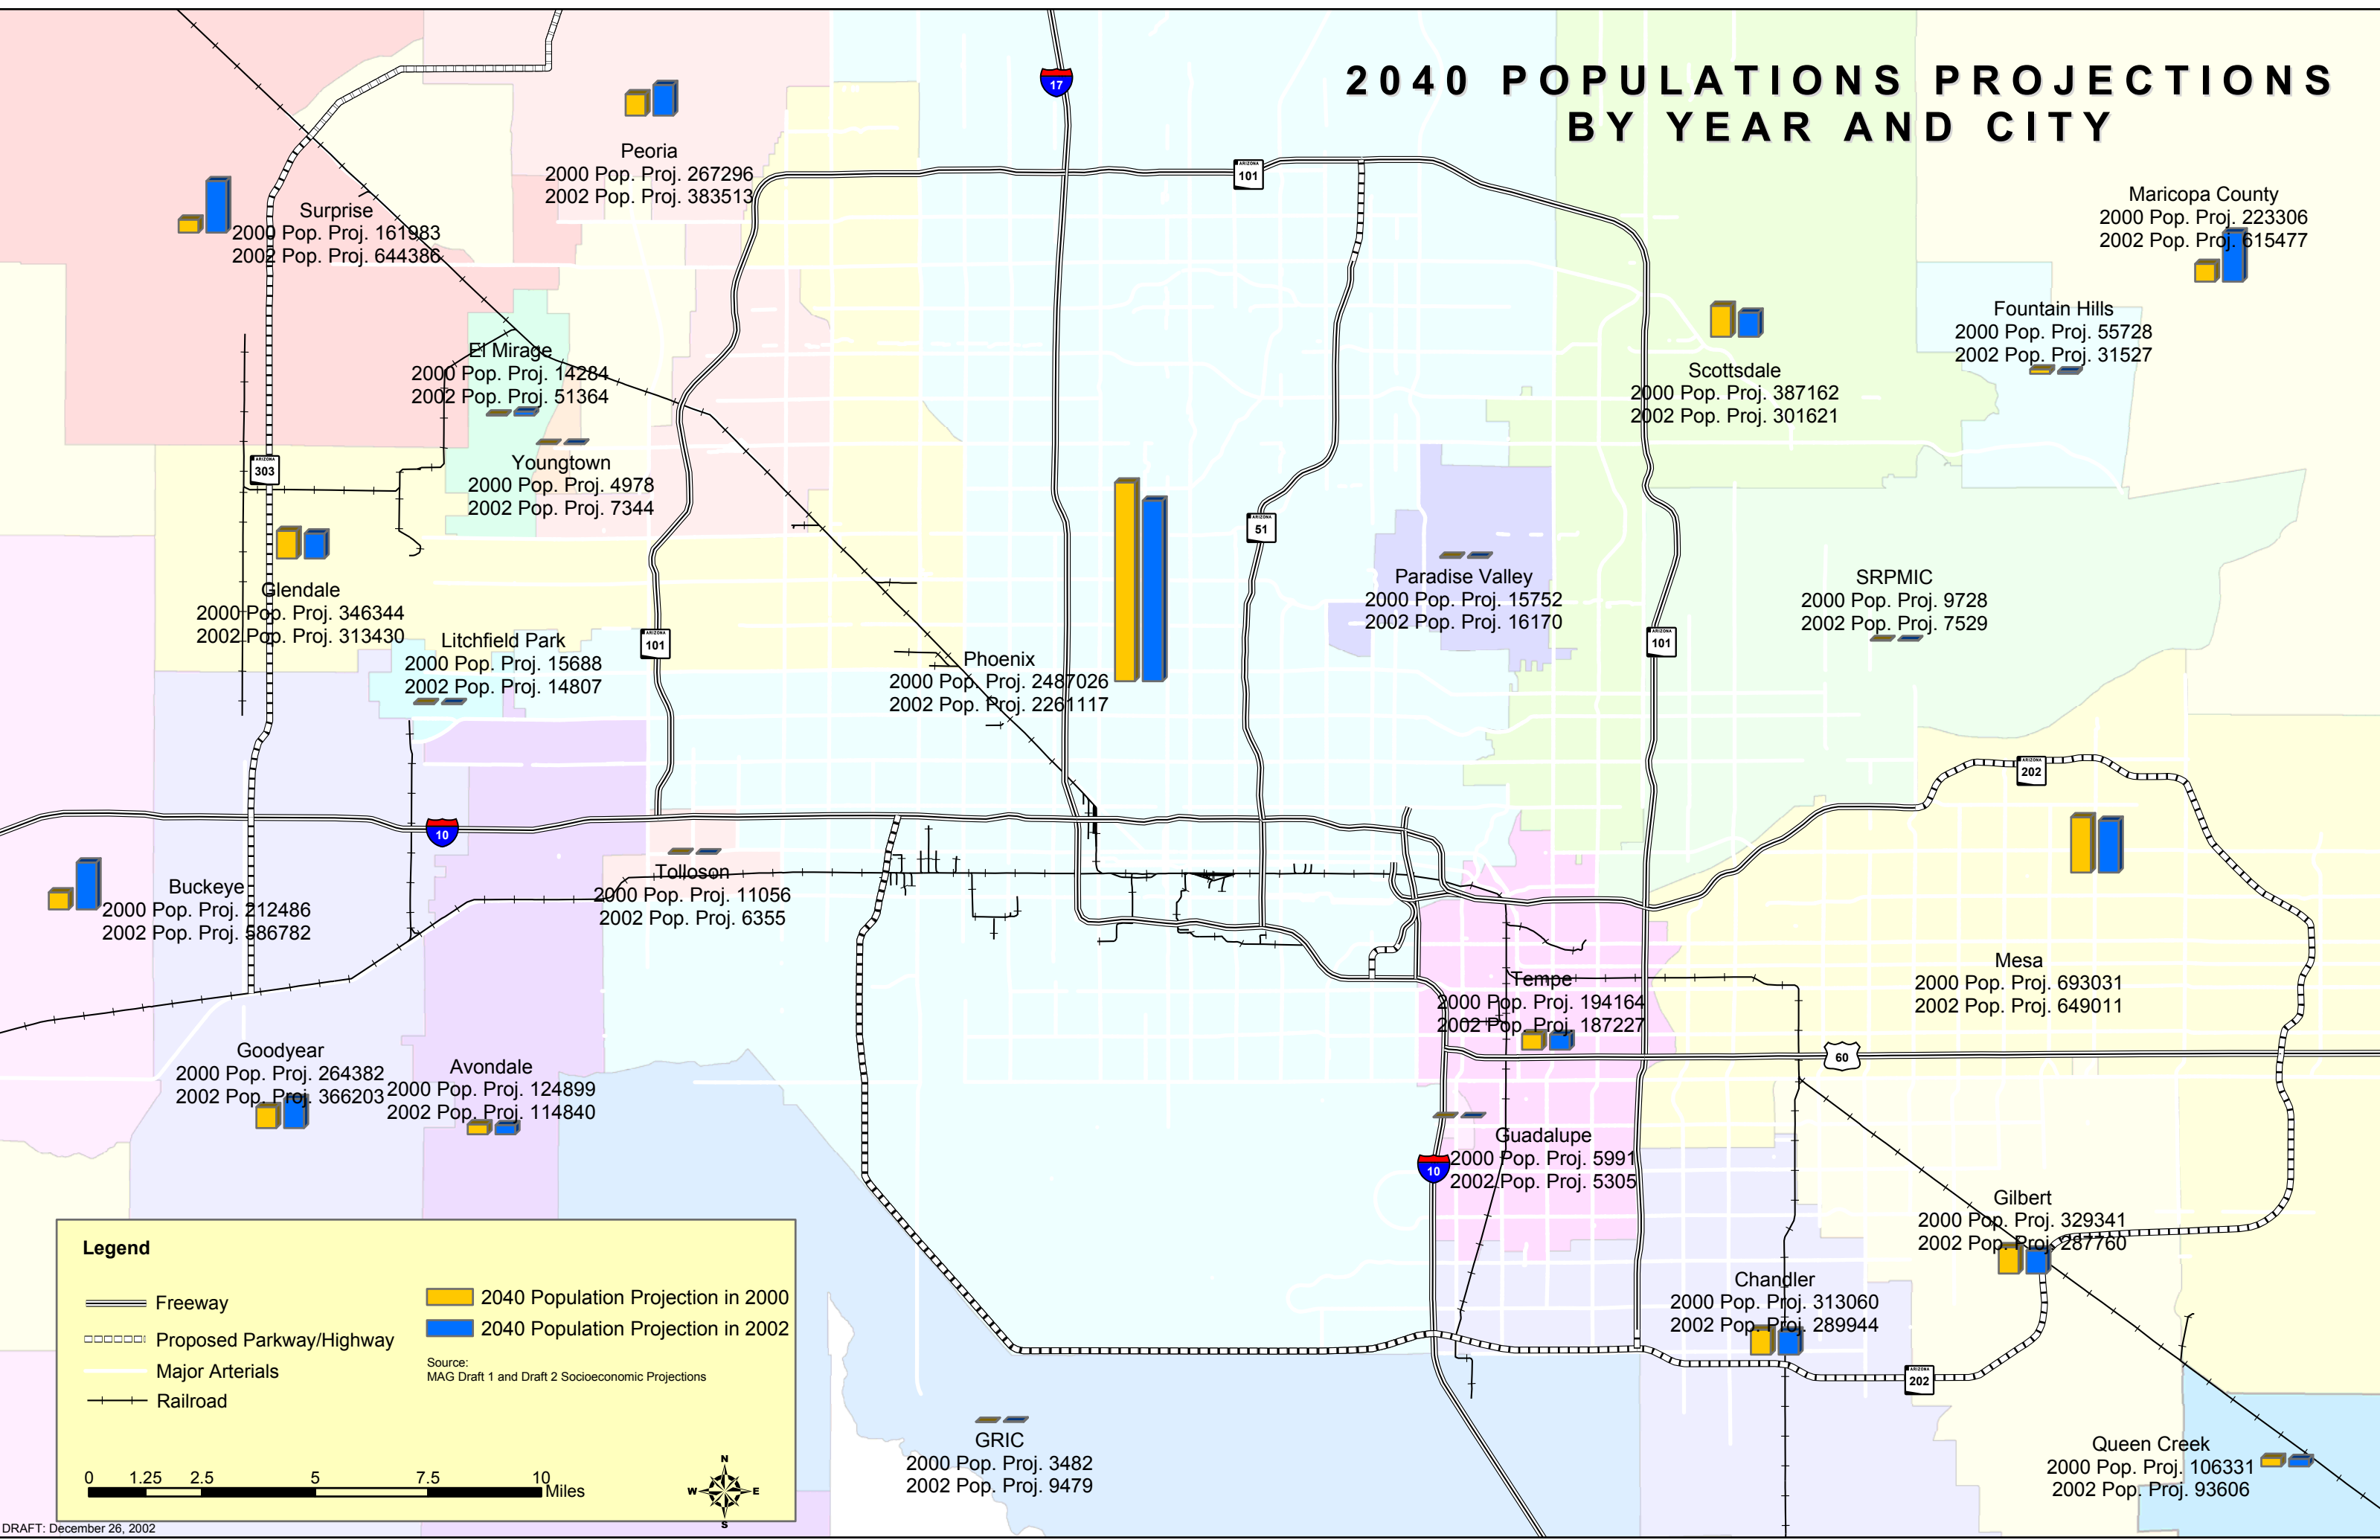 2040 POPULATIONS PROJECTIONS
BY YEAR AND CITY
17
Peoria
2000 Pop. Proj. 267296
2002 Pop. Proj. 383513
ARIZONA
101
Surprise
2000 Pop. Proj. 161983
2002 Pop. Proj. 644386
Maricopa County
2000 Pop. Proj. 223306
2002 Pop. Proj. 615477
Fountain Hills
2000 Pop. Proj. 55728
2002 Pop. Proj. 31527
El Mirage
2000 Pop. Proj. 14284
2002 Pop. Proj. 51364
Scottsdale
2000 Pop. Proj. 387162
2002 Pop. Proj. 301621
Youngtown
2000 Pop. Proj. 4978
2002 Pop. Proj. 7344
ARIZONA
303
ARIZONA
51
Glendale
2000 Pop. Proj. 346344
2002 Pop. Proj. 313430
Paradise Valley
2000 Pop. Proj. 15752
2002 Pop. Proj. 16170
SRPMIC
2000 Pop. Proj. 9728
2002 Pop. Proj. 7529
Litchfield Park
2000 Pop. Proj. 15688
2002 Pop. Proj. 14807
ARIZONA
101
ARIZONA
101
Phoenix
2000 Pop. Proj. 2487026
2002 Pop. Proj. 2261117
ARIZONA
202
10
Tolloson
2000 Pop. Proj. 11056
2002 Pop. Proj. 6355
Buckeye
2000 Pop. Proj. 212486
2002 Pop. Proj. 586782
Mesa
2000 Pop. Proj. 693031
2002 Pop. Proj. 649011
Tempe
2000 Pop. Proj. 194164
2002 Pop. Proj. 187227
60
Goodyear
2000 Pop. Proj. 264382
2002 Pop. Proj. 366203
Avondale
2000 Pop. Proj. 124899
2002 Pop. Proj. 114840
Guadalupe
2000 Pop. Proj. 5991
2002 Pop. Proj. 5305
10
Gilbert
2000 Pop. Proj. 329341
2002 Pop. Proj. 287760
Chandler
2000 Pop. Proj. 313060
2002 Pop. Proj. 289944
ARIZONA
202
GRIC
2000 Pop. Proj. 3482
2002 Pop. Proj. 9479
Queen Creek
2000 Pop. Proj. 106331
2002 Pop. Proj. 93606
Legend
Freeway
Proposed Parkway/Highway
Major Arterials
Railroad
2040 Population Projection in 2000
2040 Population Projection in 2002
Source:
MAG Draft 1 and Draft 2 Socioeconomic Projections
0 1.25 2.5 5 7.5 10
Miles
N
W E
S
DRAFT: December 26, 2002